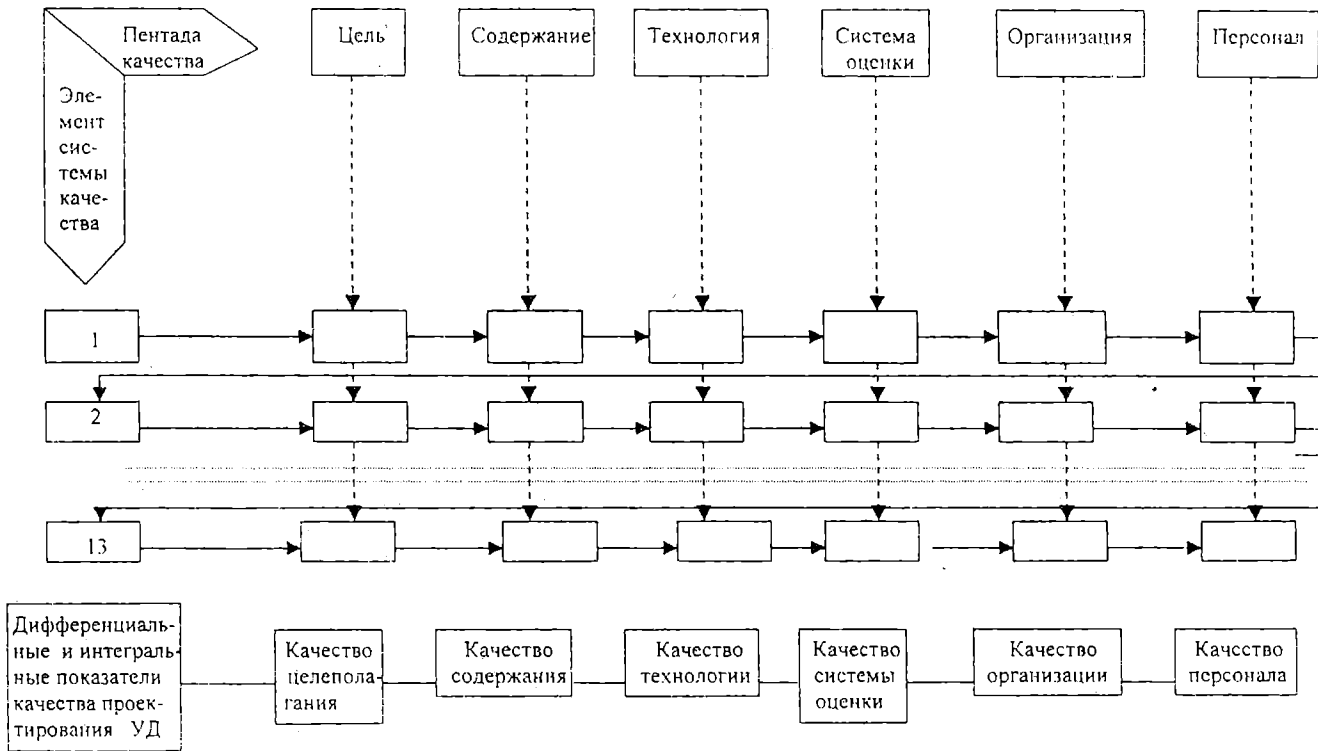 Пентада
качества
Цель
Содержание
Технология
Система
оценки
Организация
Персонал
Эле-
мент
сис-
темы
каче-
ства
1
2
13
Дифференциаль-
ные и интеграль-
ные показатели
качества проек-
тирования УД
Качество
целепола-
гания
Качество
содержания
Качество
технологии
Качество
системы
оценки
Качество
организации
Качество
персонала